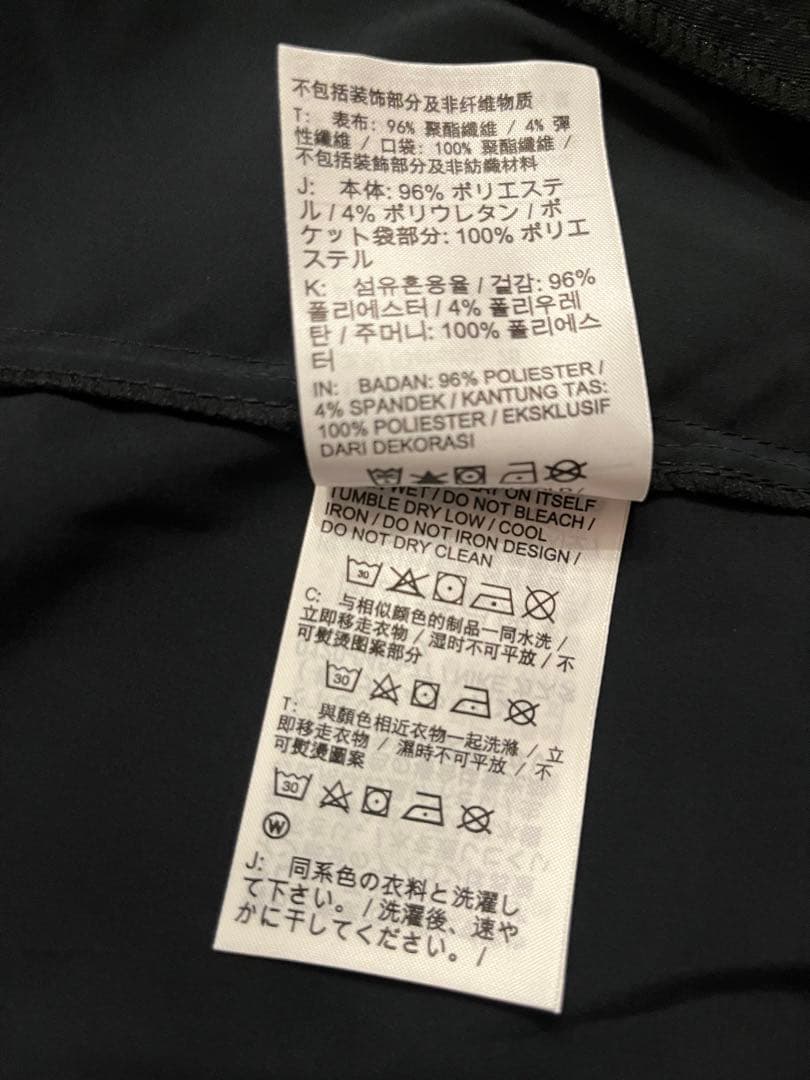 不包括装饰部分及非纤维物质
T: 表布: 96% 聚酯纖維 / 4% 彈
性纖維 / 口袋: 100% 聚酯纖維 /
不包括裝飾部分及非紡織材料
J: 本体: 96% ポリエステ
ル / 4% ポリウレタン / ポ
ケット袋部分: 100% ポリエ
ステル
K: 섬유혼용율 / 겉감: 96%
폴리에스터 / 4% 폴리우레
탄 / 주머니: 100% 폴리에스
터
IN: BADAN: 96% POLIESTER /
4% SPANDEK / KANTUNG TAS:
100% POLIESTER / EKSKLUSIF
DARI DEKORASI
WET / DO NOT ON ITSELF
TUMBLE DRY LOW / COOL
IRON / DO NOT IRON DESIGN /
DO NOT DRY CLEAN
30
C: 与相似颜色的制品一同水洗 /
立即移走衣物 / 湿时不可平放 / 不
可熨烫图案部分
30
T: 與顏色相近衣物一起洗滌 / 立
即移走衣物 / 濕時不可平放 / 不
可熨燙圖案
30
W
J: 同系色の衣料と洗濯し
て下さい。 / 洗濯後、速や
かに干してください。 /